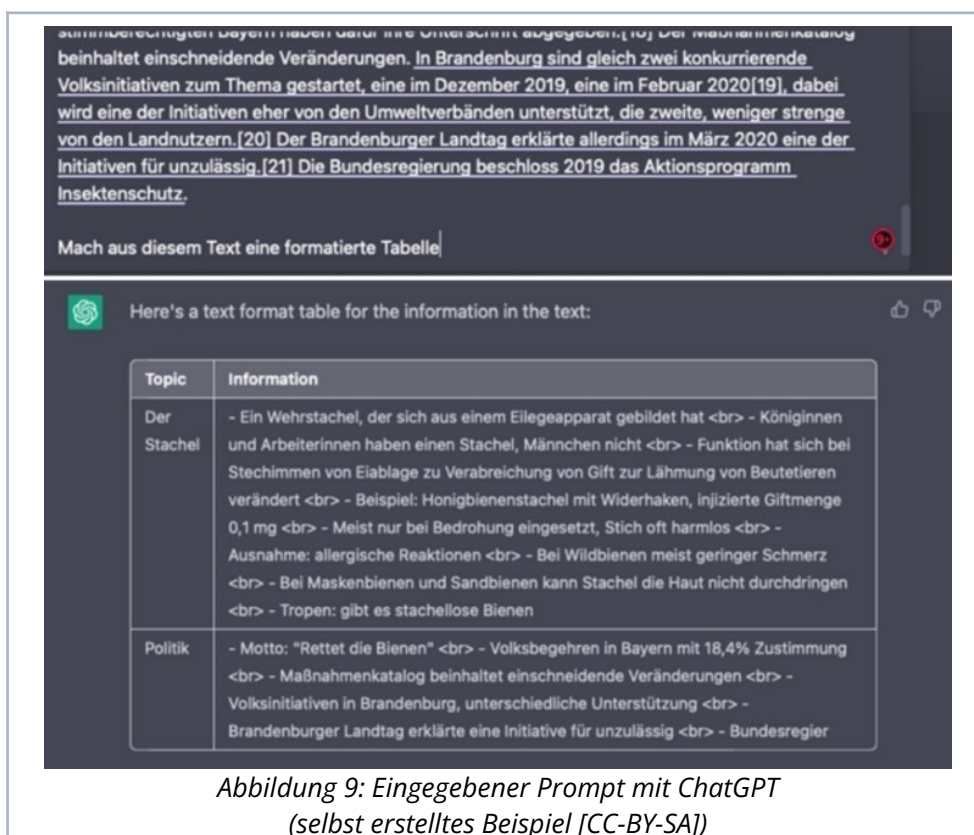 stimmberechtigten Bayern haben dafür ihre Unterschrift abgegeben.[18] Der Maßnahmenkatalog
beinhaltet einschneidende Veränderungen. In Brandenburg sind gleich zwei konkurrierende
Volksinitiativen zum Thema gestartet, eine im Dezember 2019, eine im Februar 2020[19], dabei
wird eine der Initiativen eher von den Umweltverbänden unterstützt, die zweite, weniger strenge
von den Landnutzern.[20] Der Brandenburger Landtag erklärte allerdings im März 2020 eine der
Initiativen für unzulässig.[21] Die Bundesregierung beschloss 2019 das Aktionsprogramm
Insektenschutz.
Mach aus diesem Text eine formatierte Tabelle
9+
Here's a text format table for the information in the text:
Topic Information
Der - Ein Wehrstachel, der sich aus einem Eilegeapparat gebildet hat <br> - Königinnen
Stachel und Arbeiterinnen haben einen Stachel, Männchen nicht <br> - Funktion hat sich bei
Stechimmen von Eiablage zu Verabreichung von Gift zur Lähmung von Beutetieren
verändert <br> - Beispiel: Honigbienenstachel mit Widerhaken, injizierte Giftmenge
0,1 mg <br> - Meist nur bei Bedrohung eingesetzt, Stich oft harmlos <br> -
Ausnahme: allergische Reaktionen <br> - Bei Wildbienen meist geringer Schmerz
<br> - Bei Maskenbienen und Sandbienen kann Stachel die Haut nicht durchdringen
<br> - Tropen: gibt es stachellose Bienen
Politik - Motto: "Rettet die Bienen" <br> - Volksbegehren in Bayern mit 18,4% Zustimmung
<br> - Maßnahmenkatalog beinhaltet einschneidende Veränderungen <br> -
Volksinitiativen in Brandenburg, unterschiedliche Unterstützung <br> -
Brandenburger Landtag erklärte eine Initiative für unzulässig <br> - Bundesregier
Abbildung 9: Eingegebener Prompt mit ChatGPT
(selbst erstelltes Beispiel [CC-BY-SA])